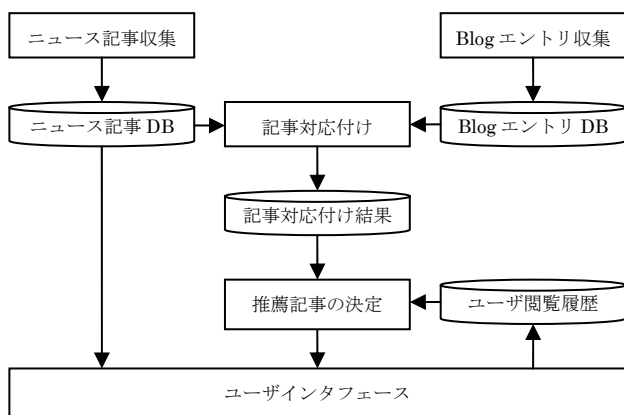 ニュース記事収集
Blog エントリ収集
ニュース記事 DB
記事対応付け
Blog エントリ DB
記事対応付け結果
推薦記事の決定
ユーザ閲覧履歴
ユーザインタフェース